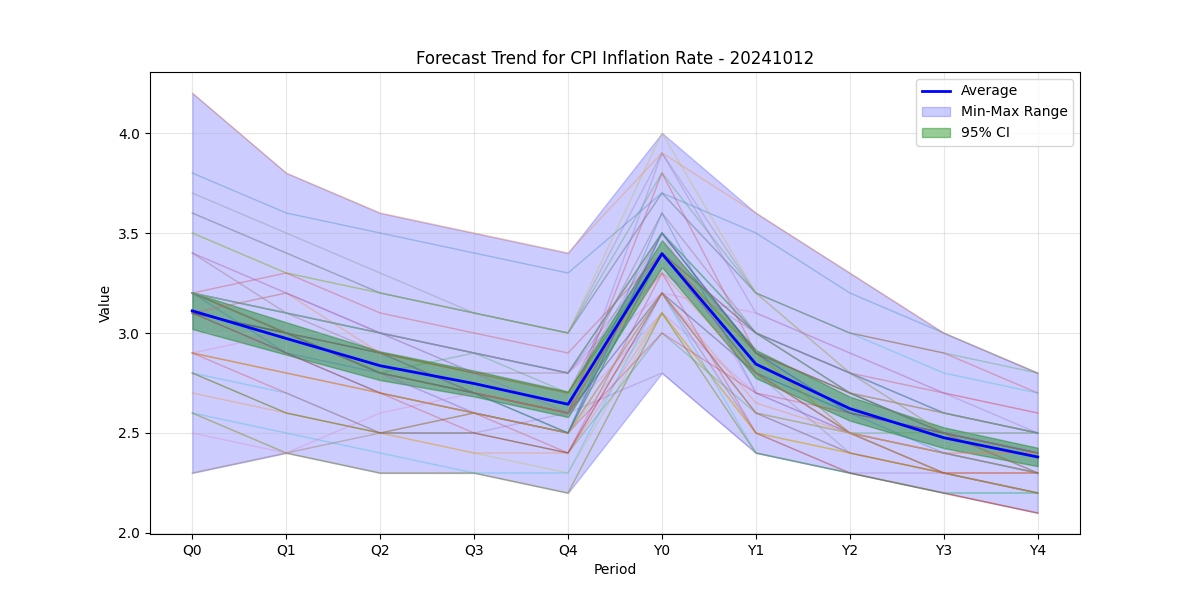 Forecast Trend for CPI Inflation Rate - 20241012
Average
Min-Max Range
95% CI
4.0
3.5
3.0
2.5
2.0
Value
Q0 Q1 Q2 Q3 Q4 Y0 Y1 Y2 Y3 Y4
Period